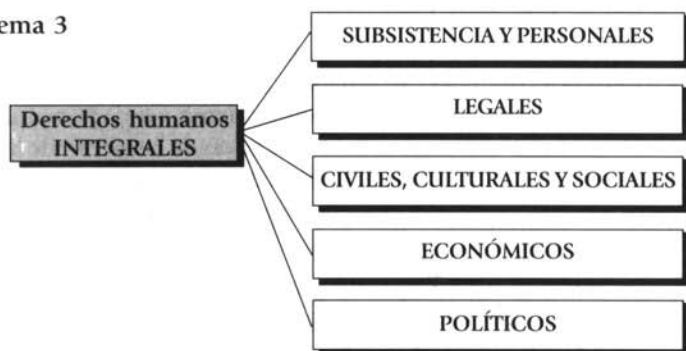 ema 3
Derechos humanos
INTEGRALES
SUBSISTENCIA Y PERSONALES
LEGALES
CIVILES, CULTURALES Y SOCIALES
ECONÓMICOS
POLÍTICOS